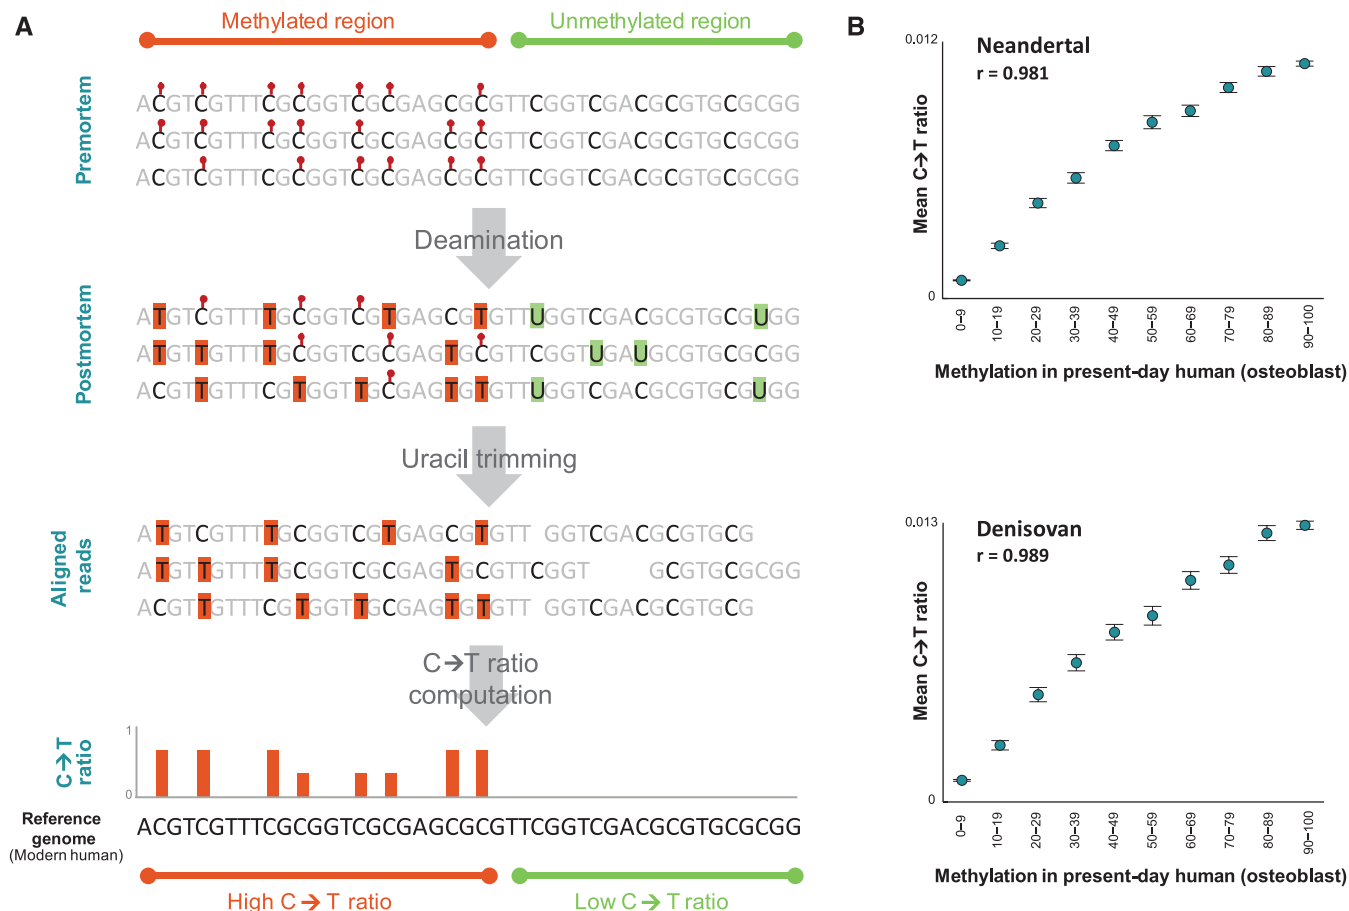 A
Methylated region
Unmethylated region
Premortem
ACGTCGTTTCGCGGTCGCGAGCGCGTTCGGTCGACGCGTGCGCGG
ACGTCGTTTCGCGGTCGCGAGCGCGTTCGGTCGACGCGTGCGCGG
ACGTCGTTTCGCGGTCGCGAGCGCGTTCGGTCGACGCGTGCGCGG
Deamination
Postmortem
ATGTCGTTTTGCGGTCGTGAGCGTGTTUGGTCGACGCGTGCGUGG
ATGTTGTTTTGCGGTCGCGAGTGCGTTCGGTUGAUGCGTGCGCGG
ACGTTGTTTCGTGGTTGCGAGTGTGTTUGGTCGACGCGTGCGUGG
Uracil trimming
Aligned
reads
ATGTCGTTTTGCGGTCGTGAGCGTGTT GGTCGACGCGTGCG
ATGTTGTTTTGCGGTCGCGAGTGCGTTCGGT GCGTGCGCGG
ACGTTGTTTCGTGGTTGCGAGTGTGTT GGTCGACGCGTGCG
C→T ratio
computation
C→T
ratio
1
0
Reference
genome
(Modern human)
ACGTCGTTTCGCGGTCGCGAGCGCGTTCGGTCGACGCGTGCGCGG
High C→T ratio
Low C→T ratio
B
Neandertal
r = 0.981
0.012
0
Mean C→T ratio
0–9
10–19
20–29
30–39
40–49
50–59
60–69
70–79
80–89
90–100
Methylation in present-day human (osteoblast)
Denisovan
r = 0.989
0.013
0
Mean C→T ratio
0–9
10–19
20–29
30–39
40–49
50–59
60–69
70–79
80–89
90–100
Methylation in present-day human (osteoblast)